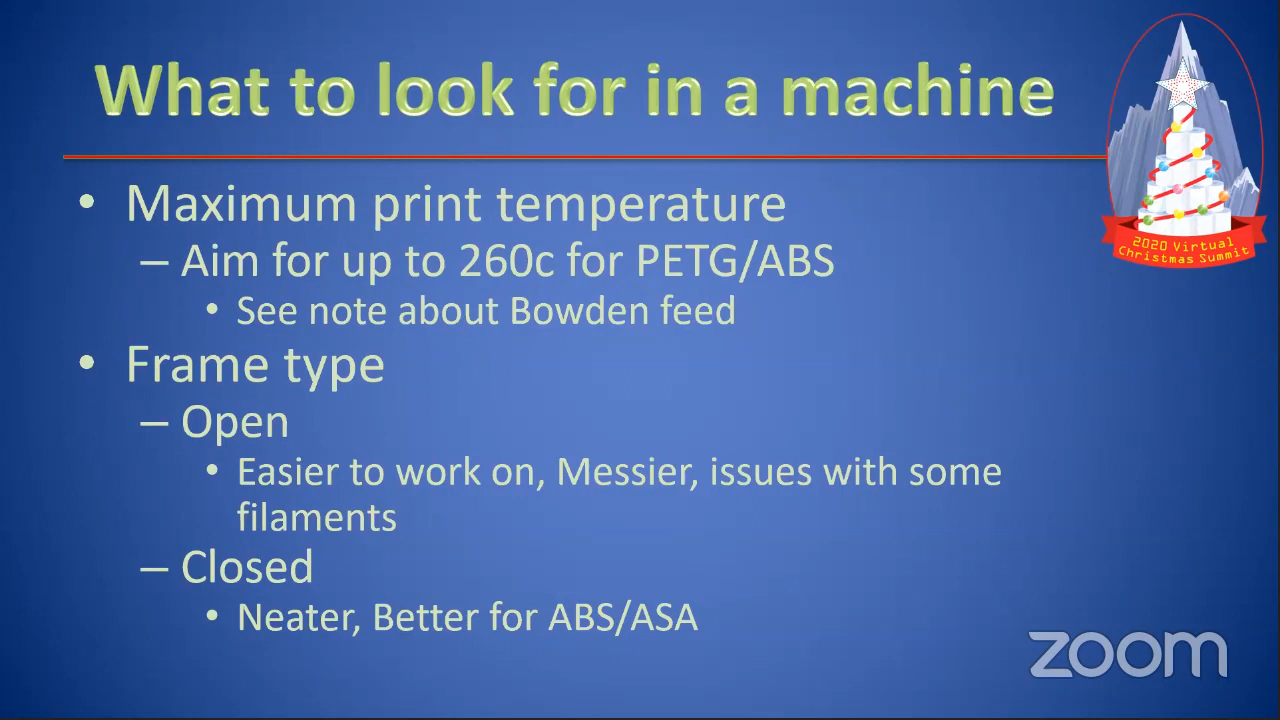 What to look for in a machine
2020 Virtual
Christmas Summit
• Maximum print temperature
– Aim for up to 260c for PETG/ABS
• See note about Bowden feed
• Frame type
– Open
• Easier to work on, Messier, issues with some
filaments
– Closed
• Neater, Better for ABS/ASA
zoom